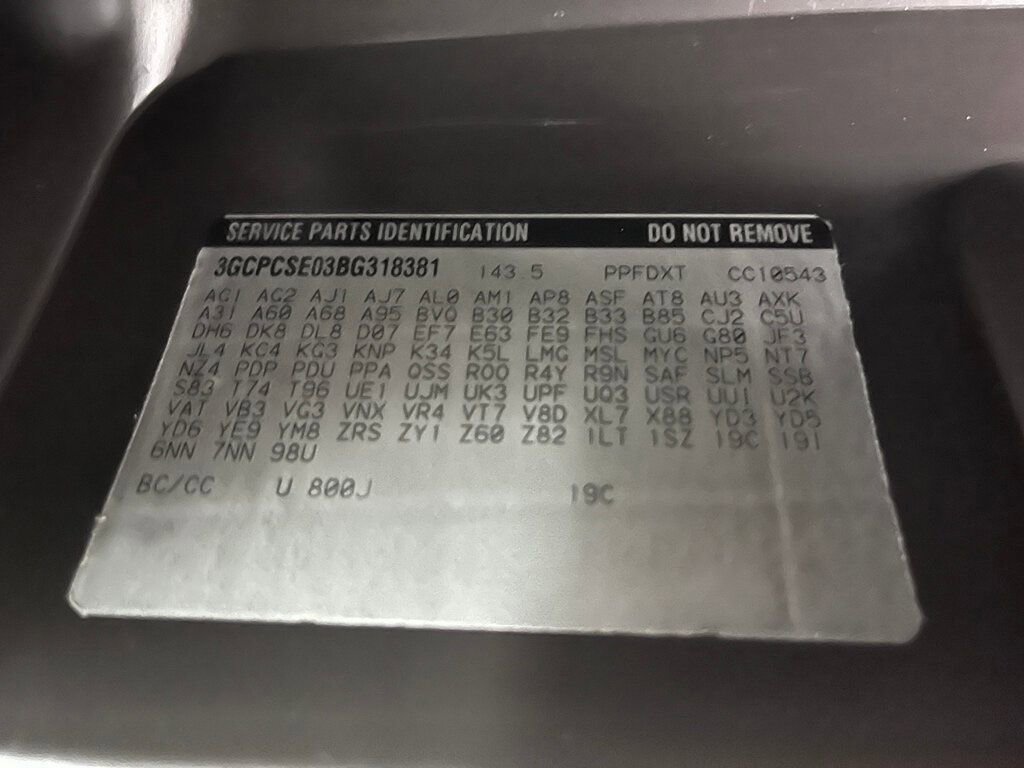 SERVICE PARTS IDENTIFICATION DO NOT REMOVE
3GCPCSE03BG318381 143.5 PPFDXT CC10543
AG1 AG2 AJ1 AJ7 AL0 AM1 AP8 ASF AT8 AU3 AXK
A31 A60 A68 A95 BVQ B30 B32 B33 B85 CJ2 C5U
DH6 DK8 DL8 D07 EF7 E63 FE9 FHS GU6 G80 JF3
JL4 KC4 KG3 KNP K34 K5L LMG MSL MYC NP5 NT7
NZ4 PDP PDU PPA QSS R00 R4Y R9N SAF SLM SSB
S83 T74 T96 UE1 UJM UK3 UPF UQ3 USR UU1 U2K
VAT VB3 VG3 VNX VR4 VT7 V8D XL7 X88 YD3 YD5
YD6 YE9 YM8 ZRS ZY1 Z60 Z82 1LT 1SZ 19C 19I
6NN 7NN 98U
BC/CC U 800J 19C